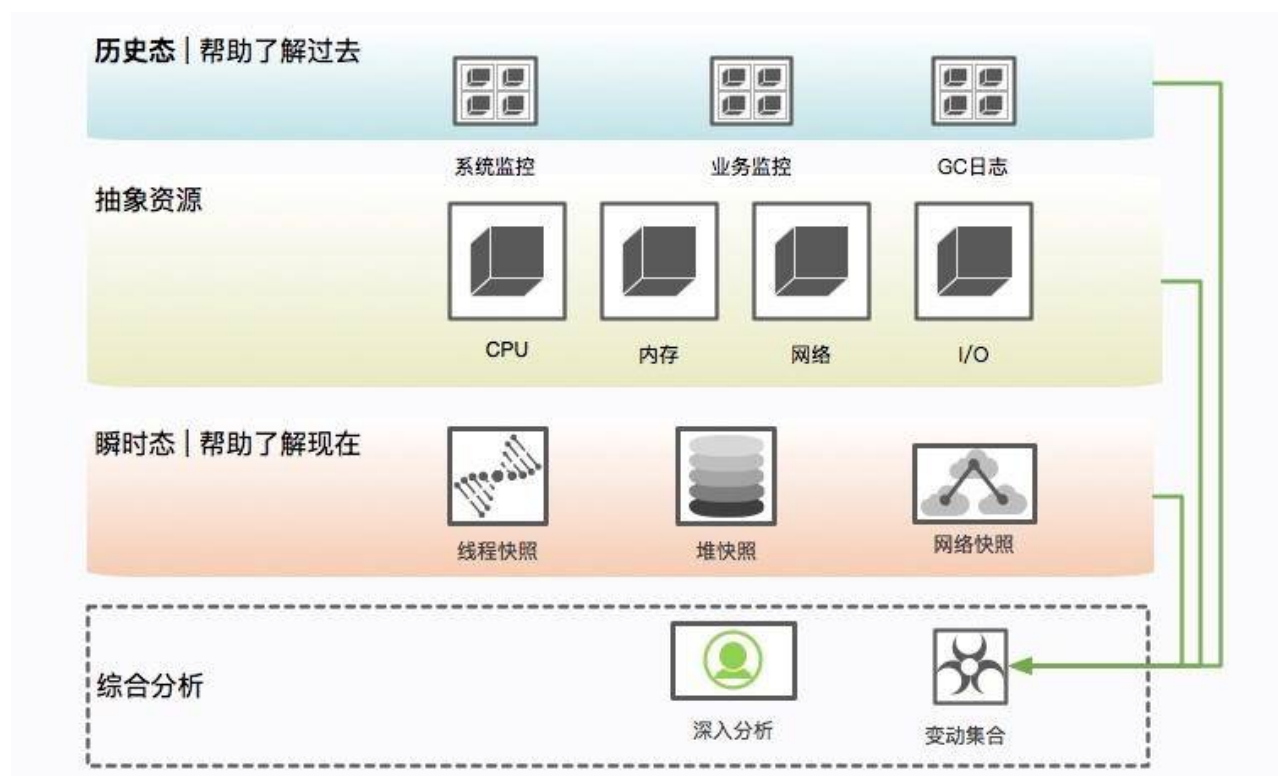 历史态 | 帮助了解过去
系统监控 业务监控 GC日志
抽象资源
CPU 内存 网络 I/O
瞬时态 | 帮助了解现在
线程快照 堆快照 网络快照
综合分析
深入分析 变动集合